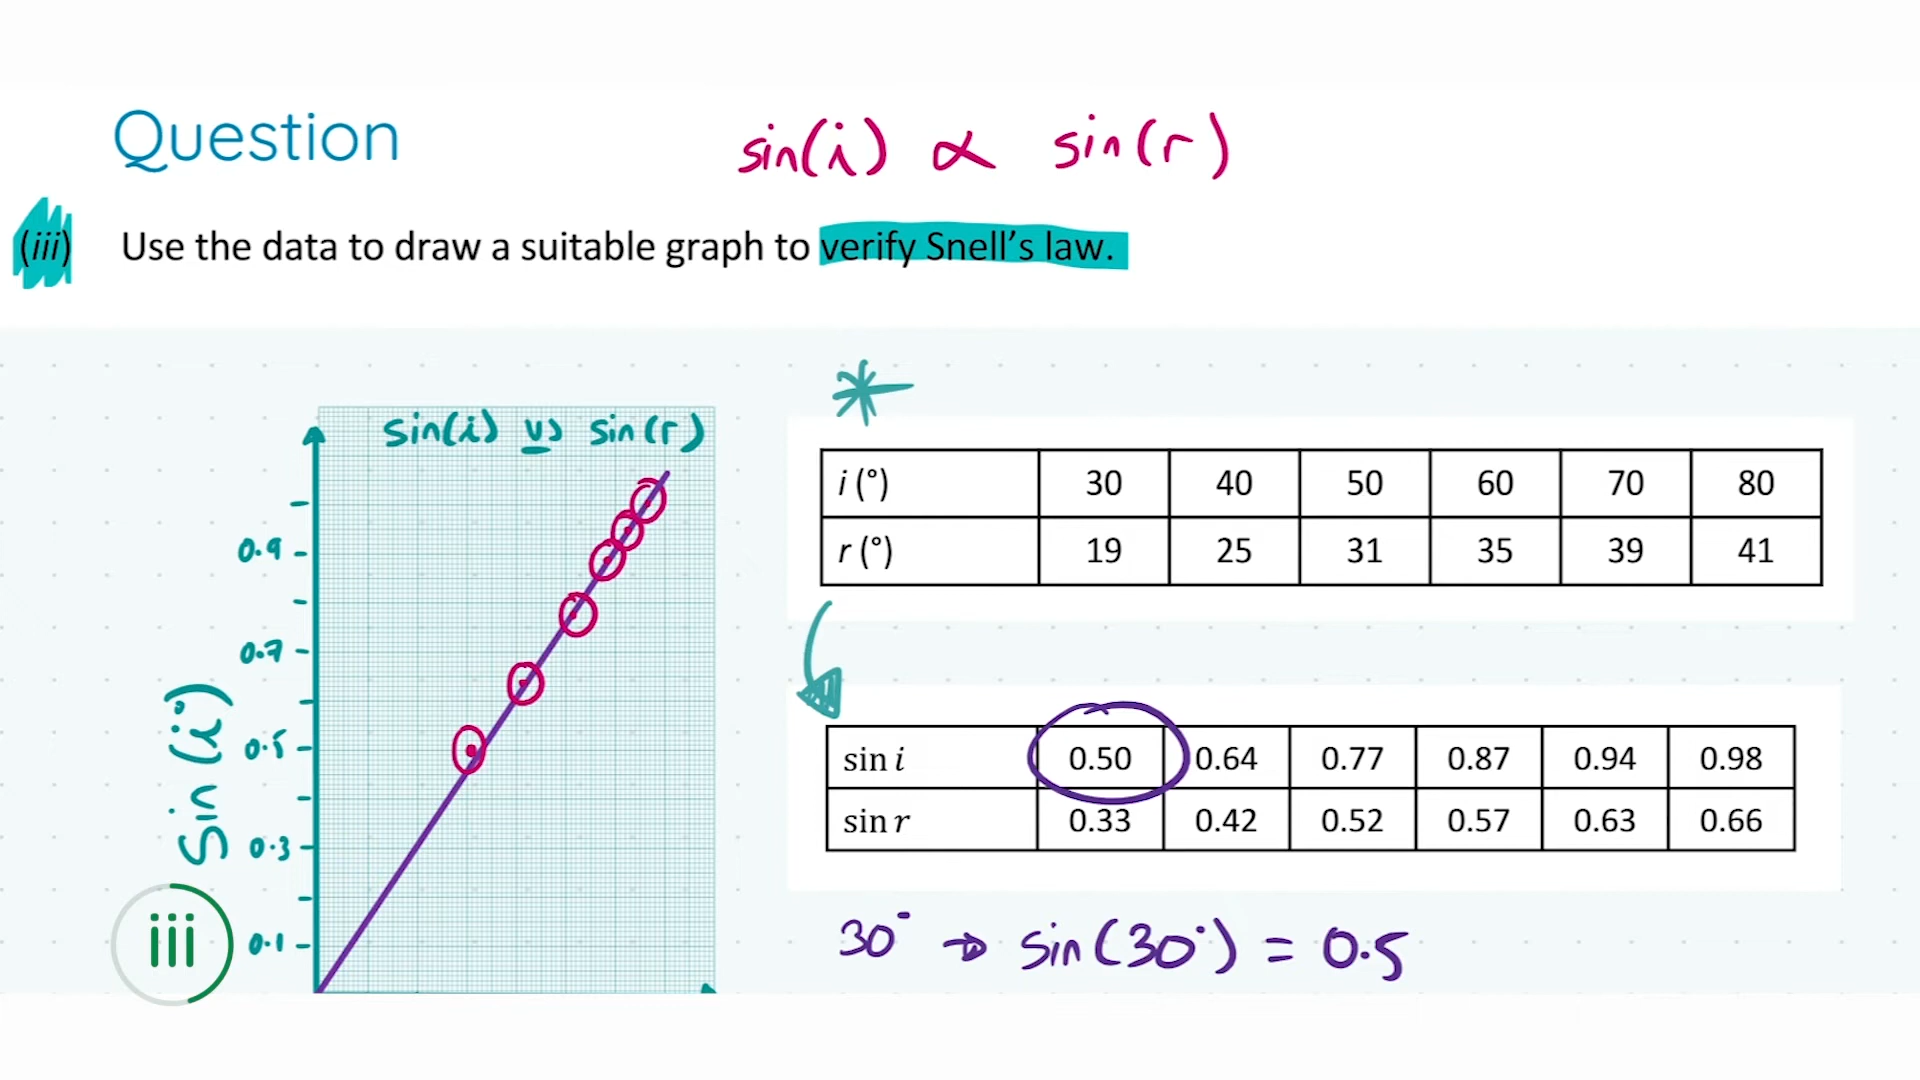 Question
sin(i) ∝ sin(r)
(iii) Use the data to draw a suitable graph to verify Snell's law.
sin(i) vs sin(r)
0.9
0.7
0.5
0.3
0.1
sin(i°)
iii
*
i (°) 30 40 50 60 70 80
r (°) 19 25 31 35 39 41
sin i 0.50 0.64 0.77 0.87 0.94 0.98
sin r 0.33 0.42 0.52 0.57 0.63 0.66
30° → sin(30°) = 0.5